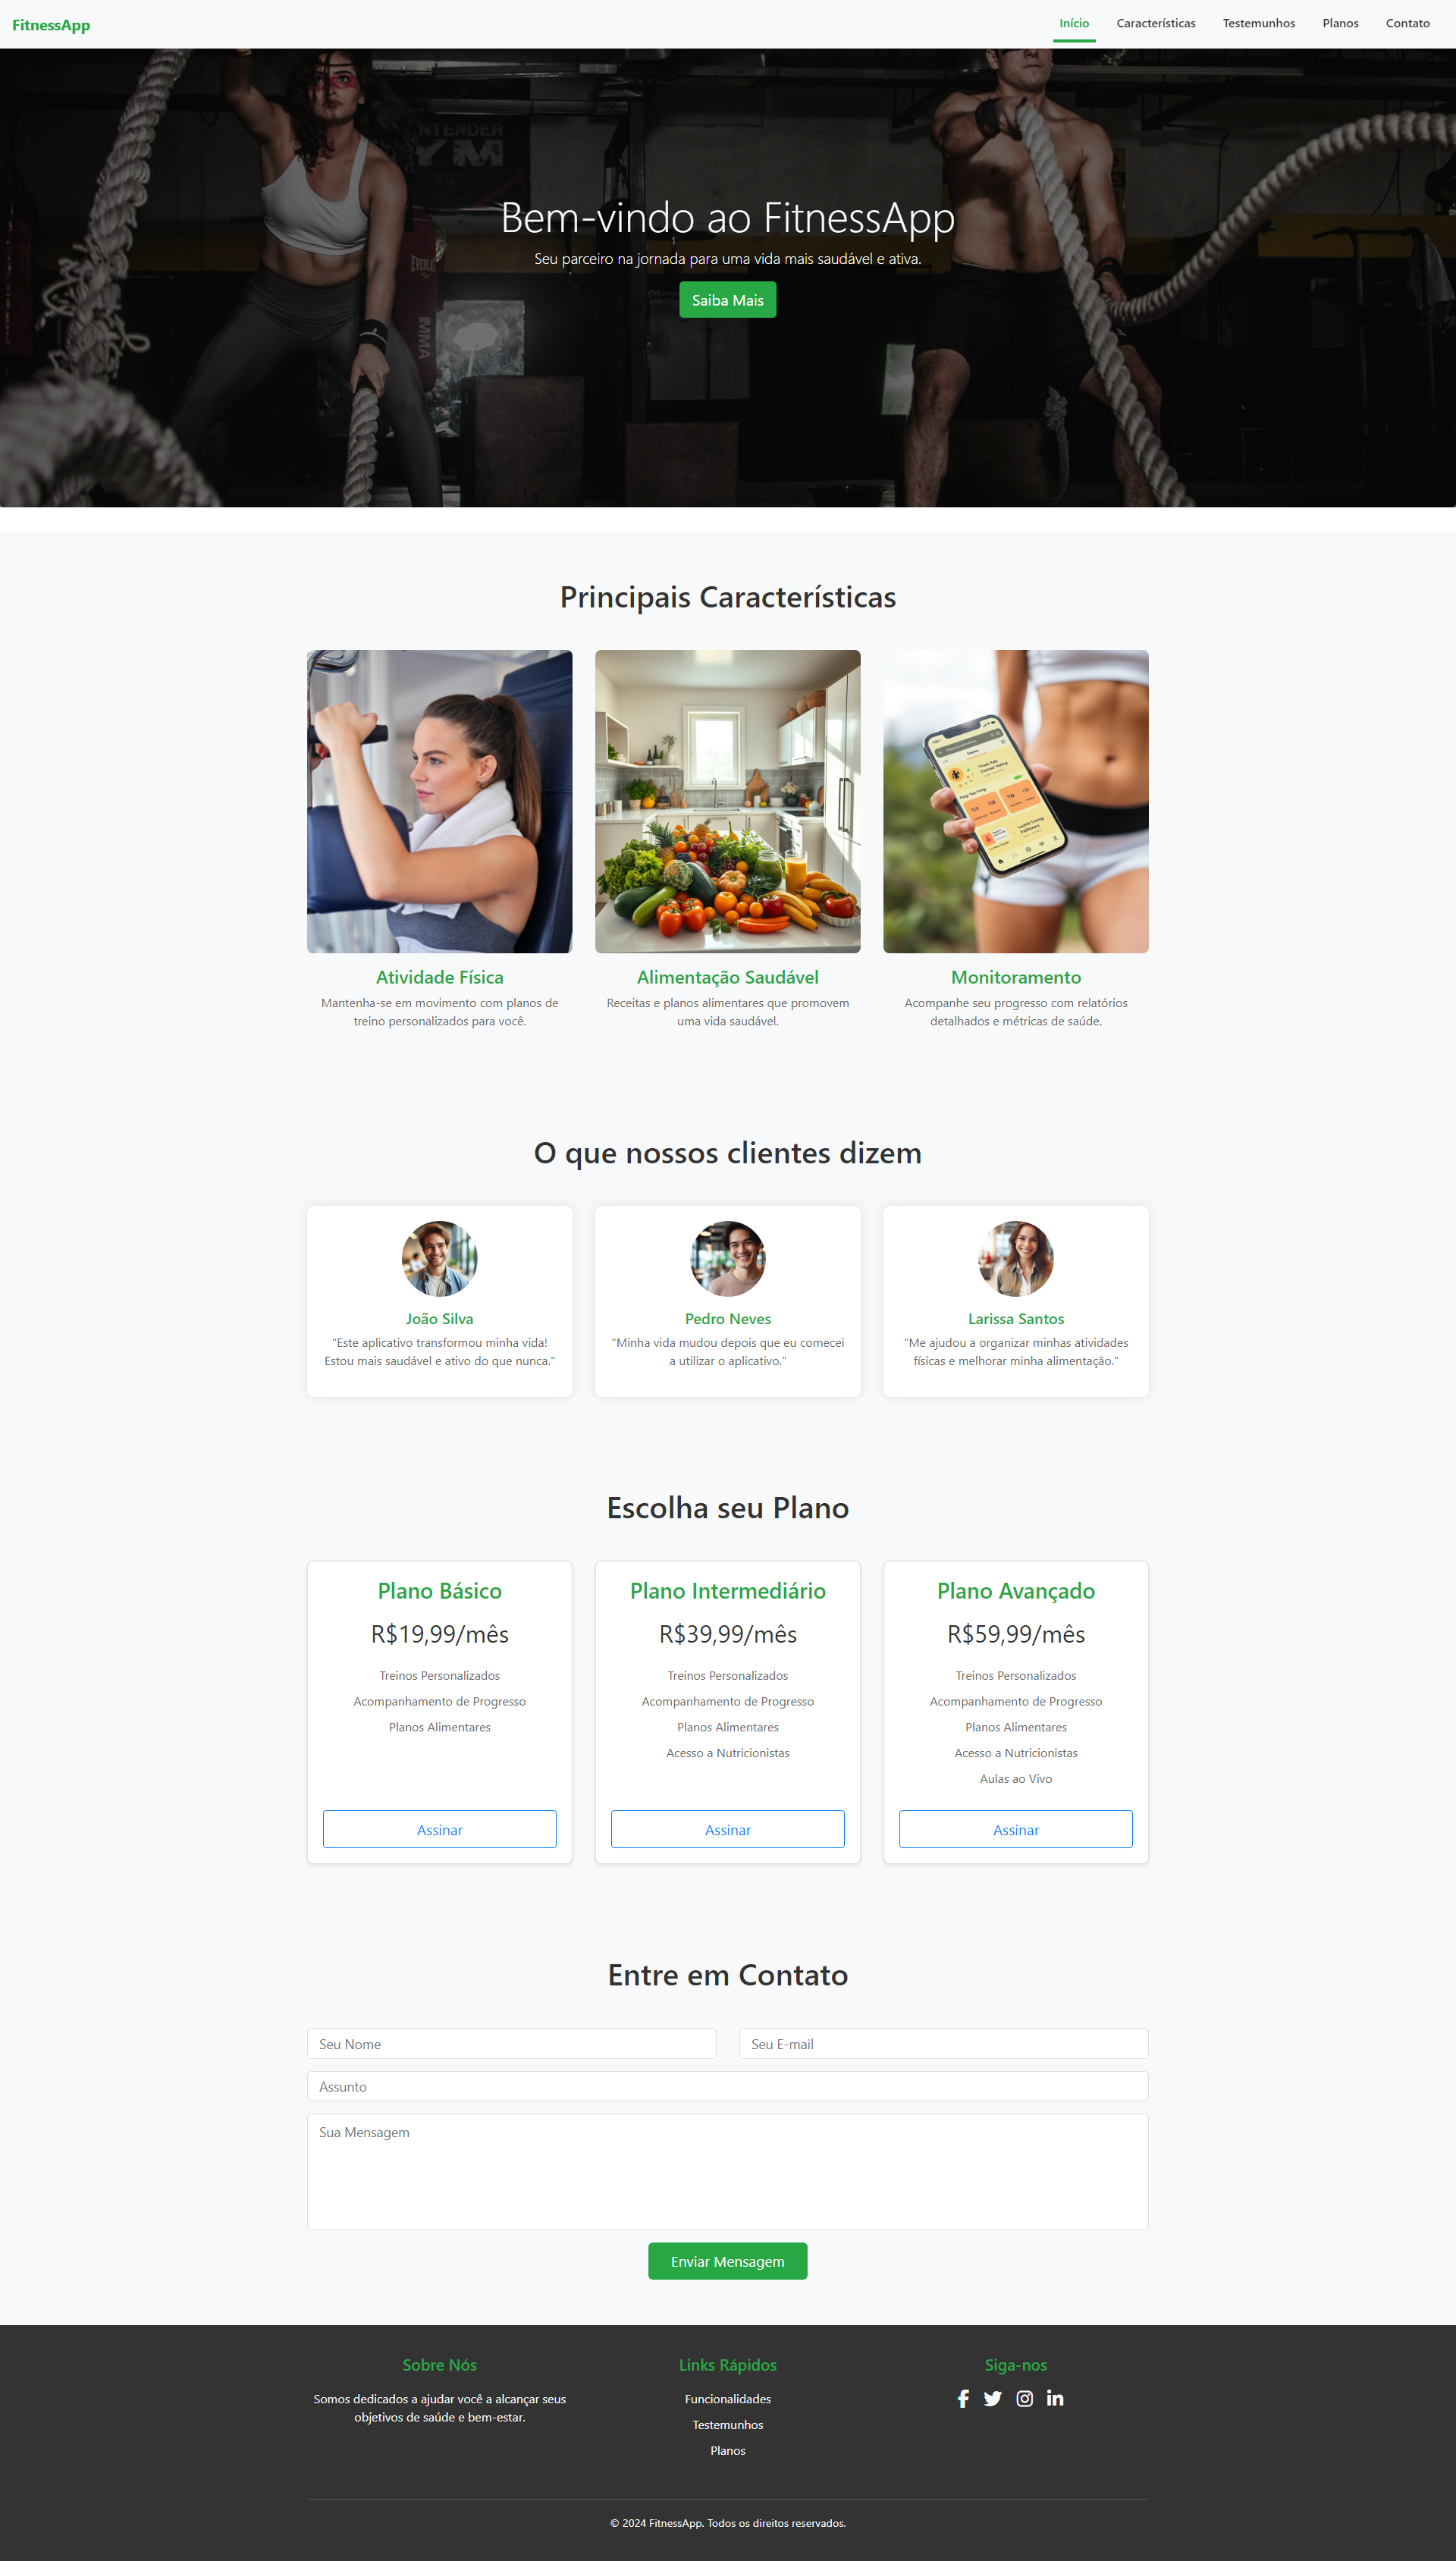 FitnessApp
Início
Características
Testemunhos
Planos
Contato
NTENDER
YM
EVERL
IMMA
Bem-vindo ao FitnessApp
Seu parceiro na jornada para uma vida mais saudável e ativa.
Saiba Mais
Principais Características
Atividade Física
Mantenha-se em movimento com planos de
treino personalizados para você.
Alimentação Saudável
Receitas e planos alimentares que promovem
uma vida saudável.
Monitoramento
Acompanhe seu progresso com relatórios
detalhados e métricas de saúde.
O que nossos clientes dizem
João Silva
"Este aplicativo transformou minha vida!
Estou mais saudável e ativo do que nunca."
Pedro Neves
"Minha vida mudou depois que eu comecei
a utilizar o aplicativo."
Larissa Santos
"Me ajudou a organizar minhas atividades
físicas e melhorar minha alimentação."
Escolha seu Plano
Plano Básico
R$19,99/mês
Treinos Personalizados
Acompanhamento de Progresso
Planos Alimentares
Assinar
Plano Intermediário
R$39,99/mês
Treinos Personalizados
Acompanhamento de Progresso
Planos Alimentares
Acesso a Nutricionistas
Assinar
Plano Avançado
R$59,99/mês
Treinos Personalizados
Acompanhamento de Progresso
Planos Alimentares
Acesso a Nutricionistas
Aulas ao Vivo
Assinar
Entre em Contato
Seu Nome
Seu E-mail
Assunto
Sua Mensagem
Enviar Mensagem
Sobre Nós
Somos dedicados a ajudar você a alcançar seus
objetivos de saúde e bem-estar.
Links Rápidos
Funcionalidades
Testemunhos
Planos
Siga-nos
© 2024 FitnessApp. Todos os direitos reservados.